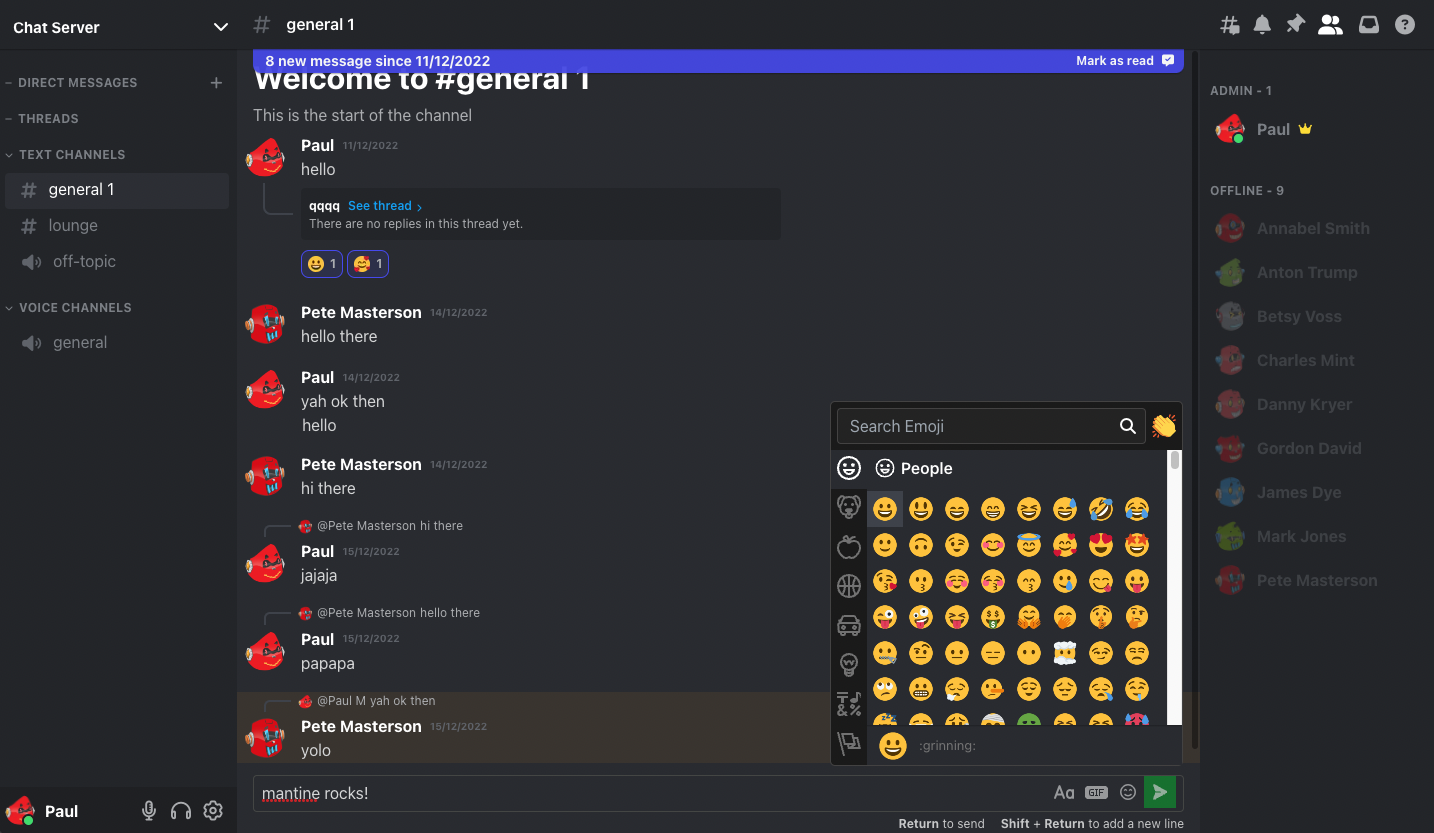 Chat Server
DIRECT MESSAGES
THREADS
TEXT CHANNELS
general 1
lounge
off-topic
VOICE CHANNELS
general
Paul
general 1
8 new message since 11/12/2022
Mark as read
Welcome to #general 1
This is the start of the channel
Paul 11/12/2022
hello
qqqq See thread
There are no replies in this thread yet.
1 1
Pete Masterson 14/12/2022
hello there
Paul 14/12/2022
yah ok then
hello
Pete Masterson 14/12/2022
hi there
@Pete Masterson hi there
Paul 15/12/2022
jajaja
@Pete Masterson hello there
Paul 15/12/2022
papapa
@Paul M yah ok then
Pete Masterson 15/12/2022
yolo
Search Emoji
People
:grinning:
mantine rocks!
Aa GIF
Return to send Shift + Return to add a new line
ADMIN - 1
Paul
OFFLINE - 9
Annabel Smith
Anton Trump
Betsy Voss
Charles Mint
Danny Kryer
Gordon David
James Dye
Mark Jones
Pete Masterson